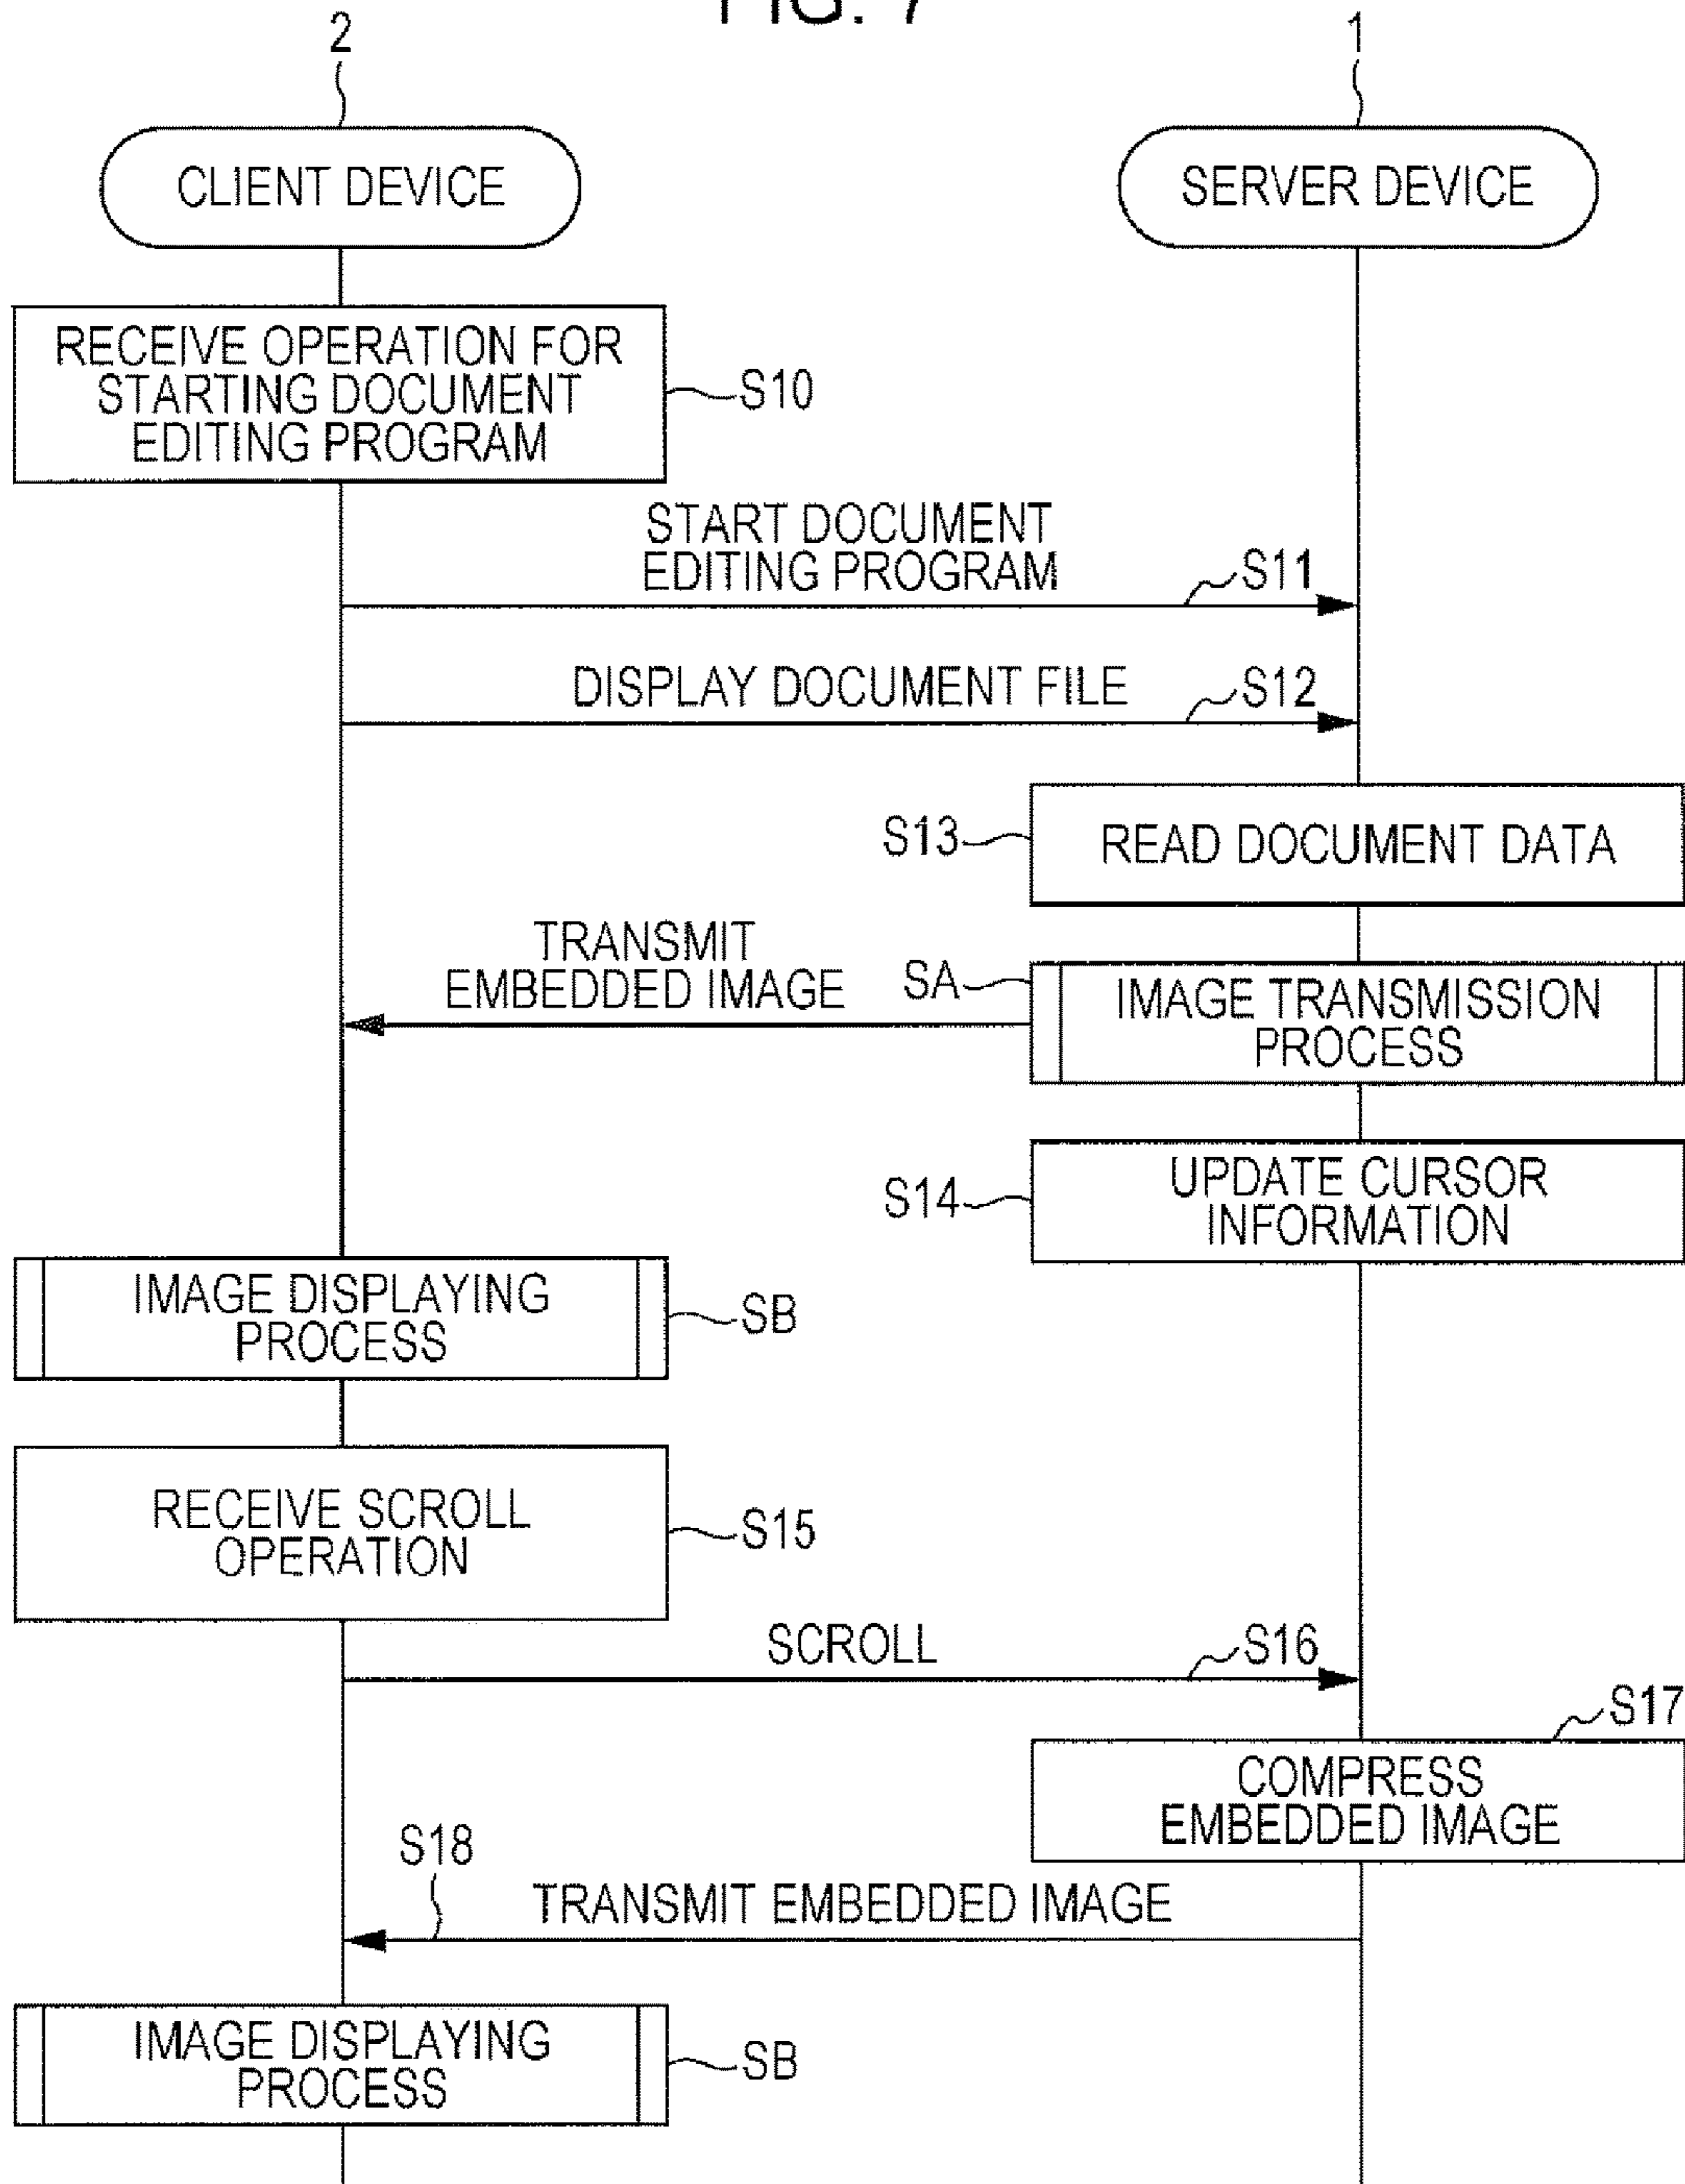 FIG. 7
2
1
CLIENT DEVICE
SERVER DEVICE
RECEIVE OPERATION FOR
STARTING DOCUMENT
EDITING PROGRAM
S10
START DOCUMENT
EDITING PROGRAM
S11
DISPLAY DOCUMENT FILE
S12
S13
READ DOCUMENT DATA
TRANSMIT
EMBEDDED IMAGE
SA
IMAGE TRANSMISSION
PROCESS
S14
UPDATE CURSOR
INFORMATION
IMAGE DISPLAYING
PROCESS
SB
RECEIVE SCROLL
OPERATION
S15
SCROLL
S16
S17
COMPRESS
EMBEDDED IMAGE
S18
TRANSMIT EMBEDDED IMAGE
IMAGE DISPLAYING
PROCESS
SB